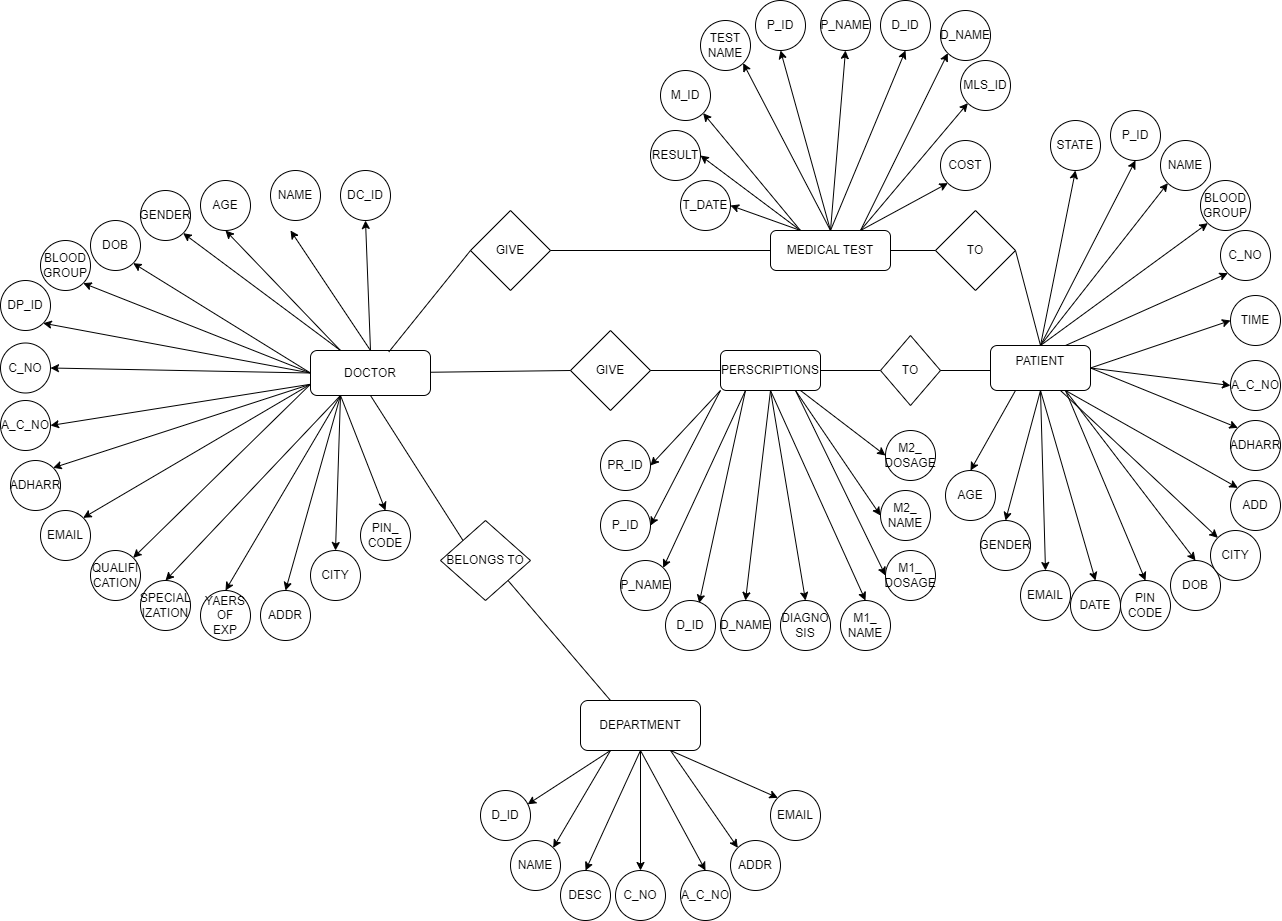 P_ID
P_NAME
D_ID
D_NAME
TEST
NAME
MLS_ID
M_ID
RESULT
COST
T_DATE
MEDICAL TEST
GIVE
TO
STATE
P_ID
NAME
BLOOD
GROUP
C_NO
TIME
A_C_NO
ADHARR
ADD
CITY
DOB
PIN
CODE
DATE
EMAIL
GENDER
AGE
PATIENT
DC_ID
NAME
AGE
GENDER
DOB
BLOOD
GROUP
DP_ID
C_NO
A_C_NO
ADHARR
EMAIL
QUALIFI
CATION
SPECIAL
IZATION
YAERS
OF
EXP
ADDR
CITY
PIN_
CODE
DOCTOR
GIVE
PERSCRIPTIONS
TO
PR_ID
P_ID
P_NAME
D_ID
D_NAME
DIAGNO
SIS
M1_
NAME
M1_
DOSAGE
M2_
NAME
M2_
DOSAGE
BELONGS TO
DEPARTMENT
D_ID
NAME
DESC
C_NO
A_C_NO
ADDR
EMAIL